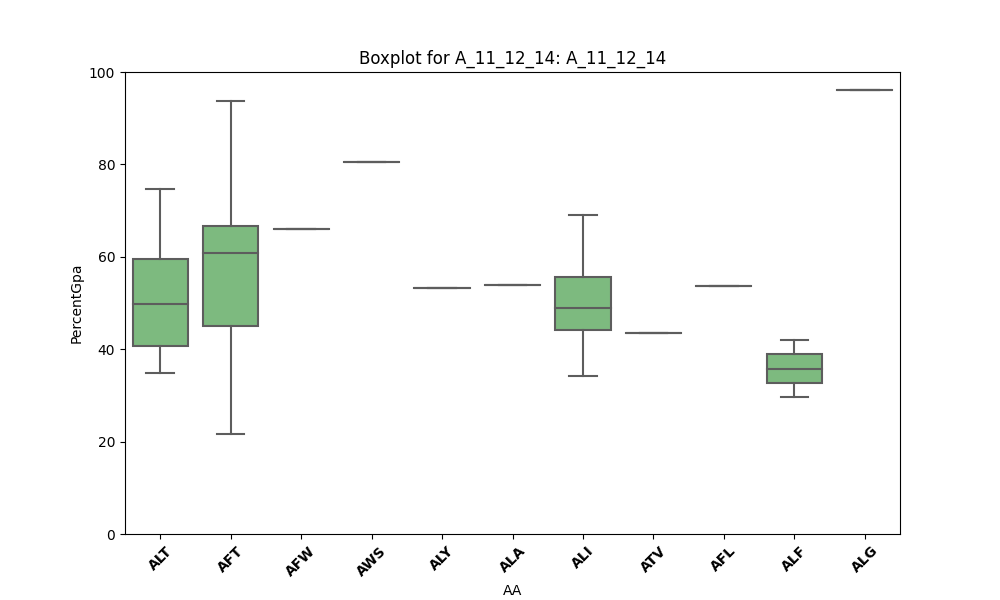 Boxplot for A_11_12_14: A_11_12_14
100
80
60
40
20
0
PercentGpa
ALT AFT AFW AWS ALY ALA ALI ATV AFL ALF ALG
AA